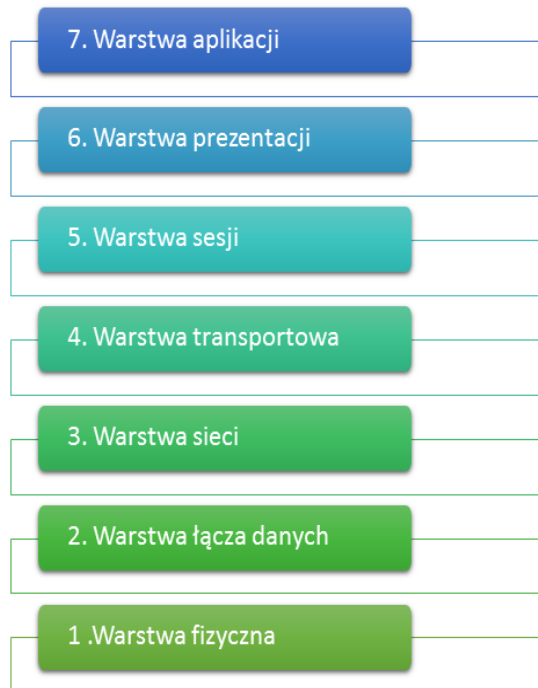 7. Warstwa aplikacji
6. Warstwa prezentacji
5. Warstwa sesji
4. Warstwa transportowa
3. Warstwa sieci
2. Warstwa łącza danych
1 .Warstwa fizyczna